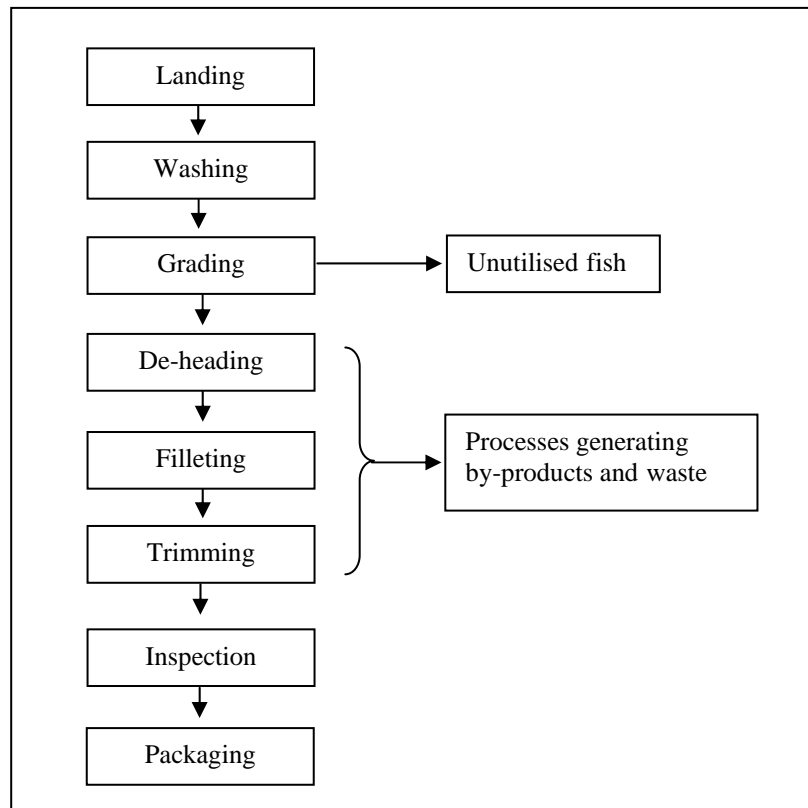 Landing
Washing
Grading
Unutilised fish
De-heading
Filleting
Processes generating
by-products and waste
Trimming
Inspection
Packaging